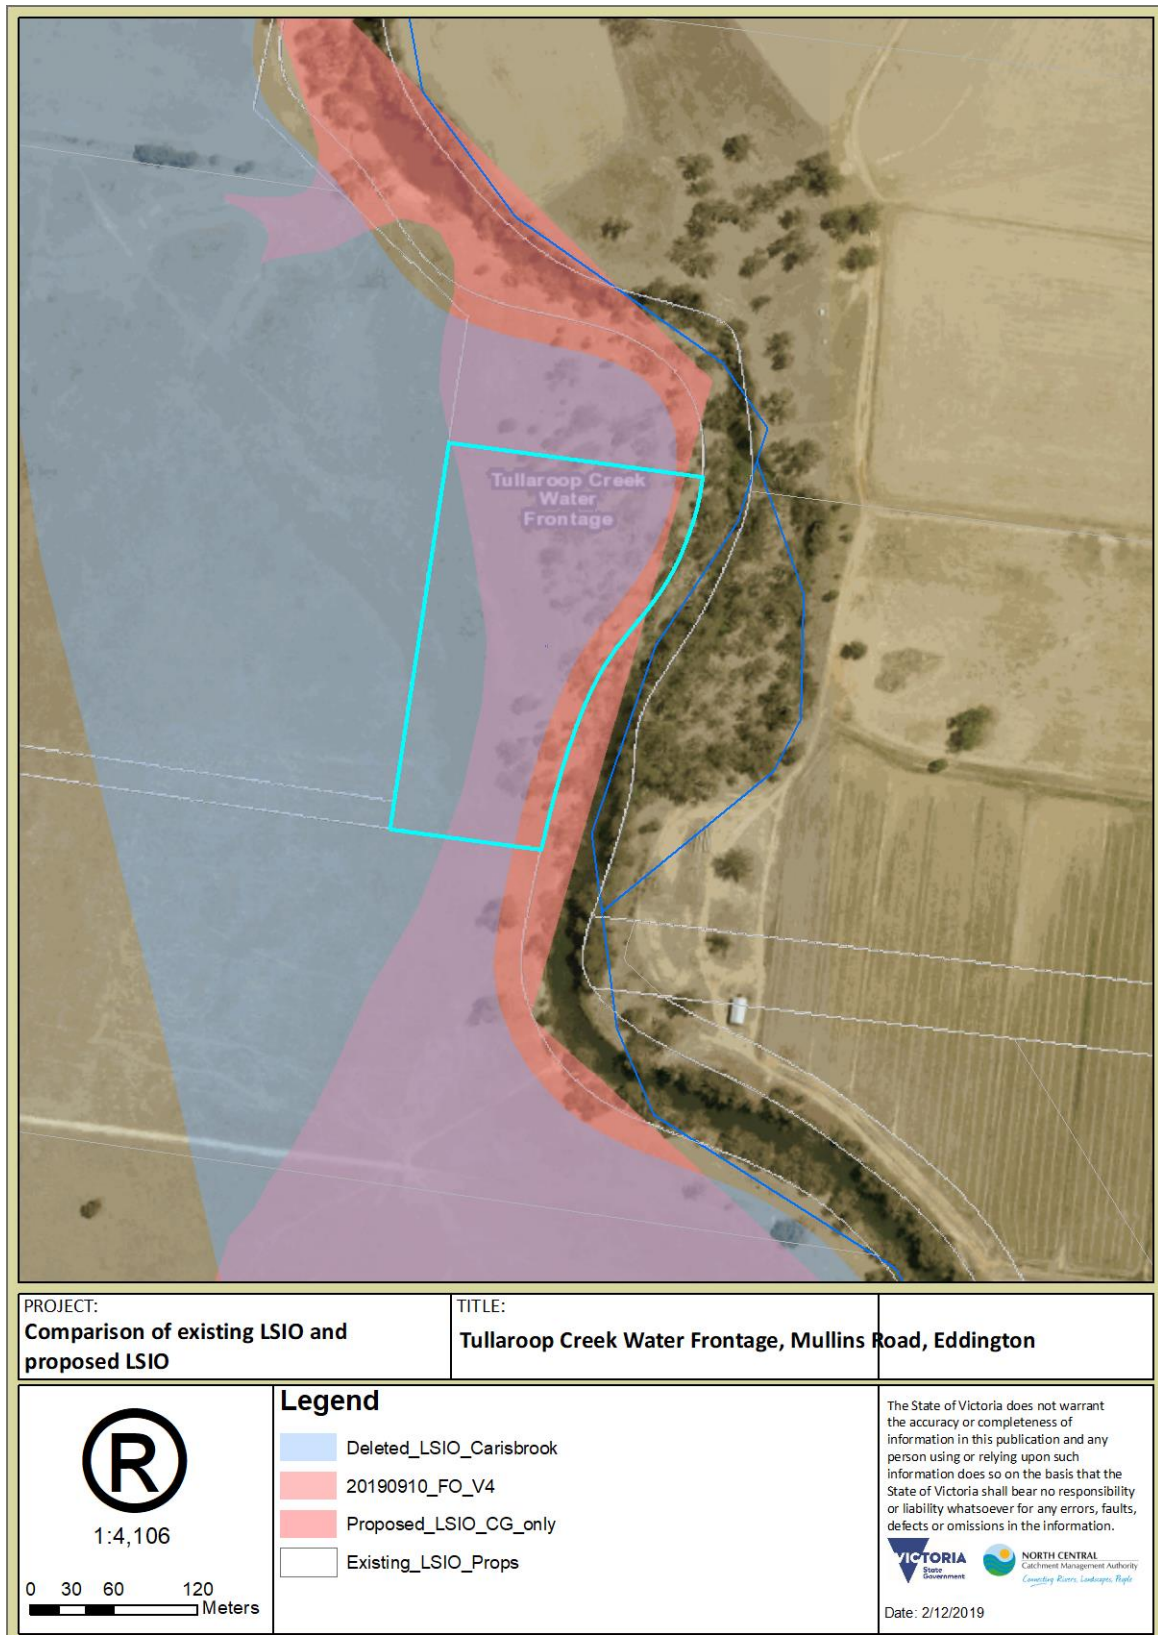 Tullaroop Creek
Water
Frontage
PROJECT:
Comparison of existing LSIO and
proposed LSIO
TITLE:
Tullaroop Creek Water Frontage, Mullins Road, Eddington
R
1:4,106
0 30 60 120
Meters
Legend
Deleted_LSIO_Carisbrook
20190910_FO_V4
Proposed_LSIO_CG_only
Existing_LSIO_Props
The State of Victoria does not warrant
the accuracy or completeness of
information in this publication and any
person using or relying upon such
information does so on the basis that the
State of Victoria shall bear no responsibility
or liability whatsoever for any errors, faults,
defects or omissions in the information.
VICTORIA
State
Government
NORTH CENTRAL
Catchment Management Authority
Connecting Rivers, Landscapes, People
Date: 2/12/2019